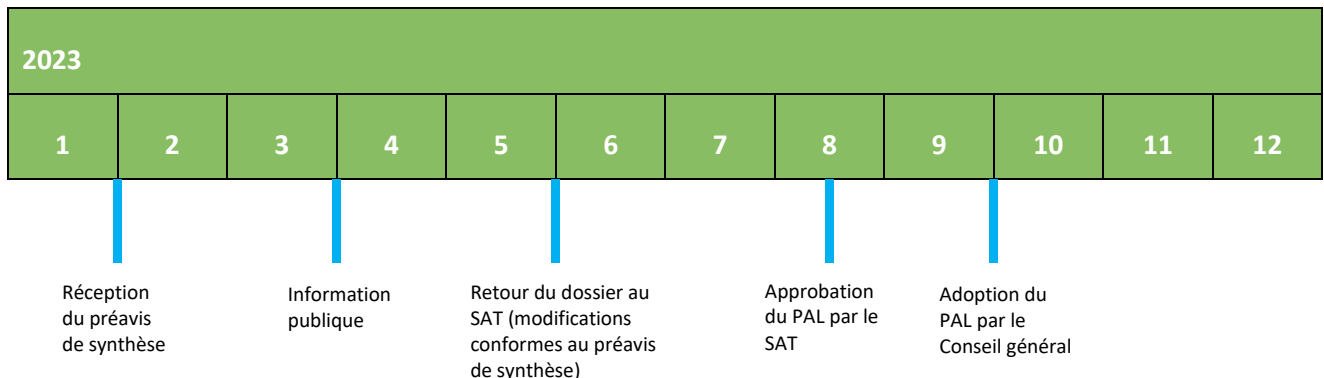 2023
1 2 3 4 5 6 7 8 9 10 11 12
Réception
du préavis
de synthèse
Information
publique
Retour du dossier au
SAT (modifications
conformes au préavis
de synthèse)
Approbation
du PAL par le
SAT
Adoption du
PAL par le
Conseil général